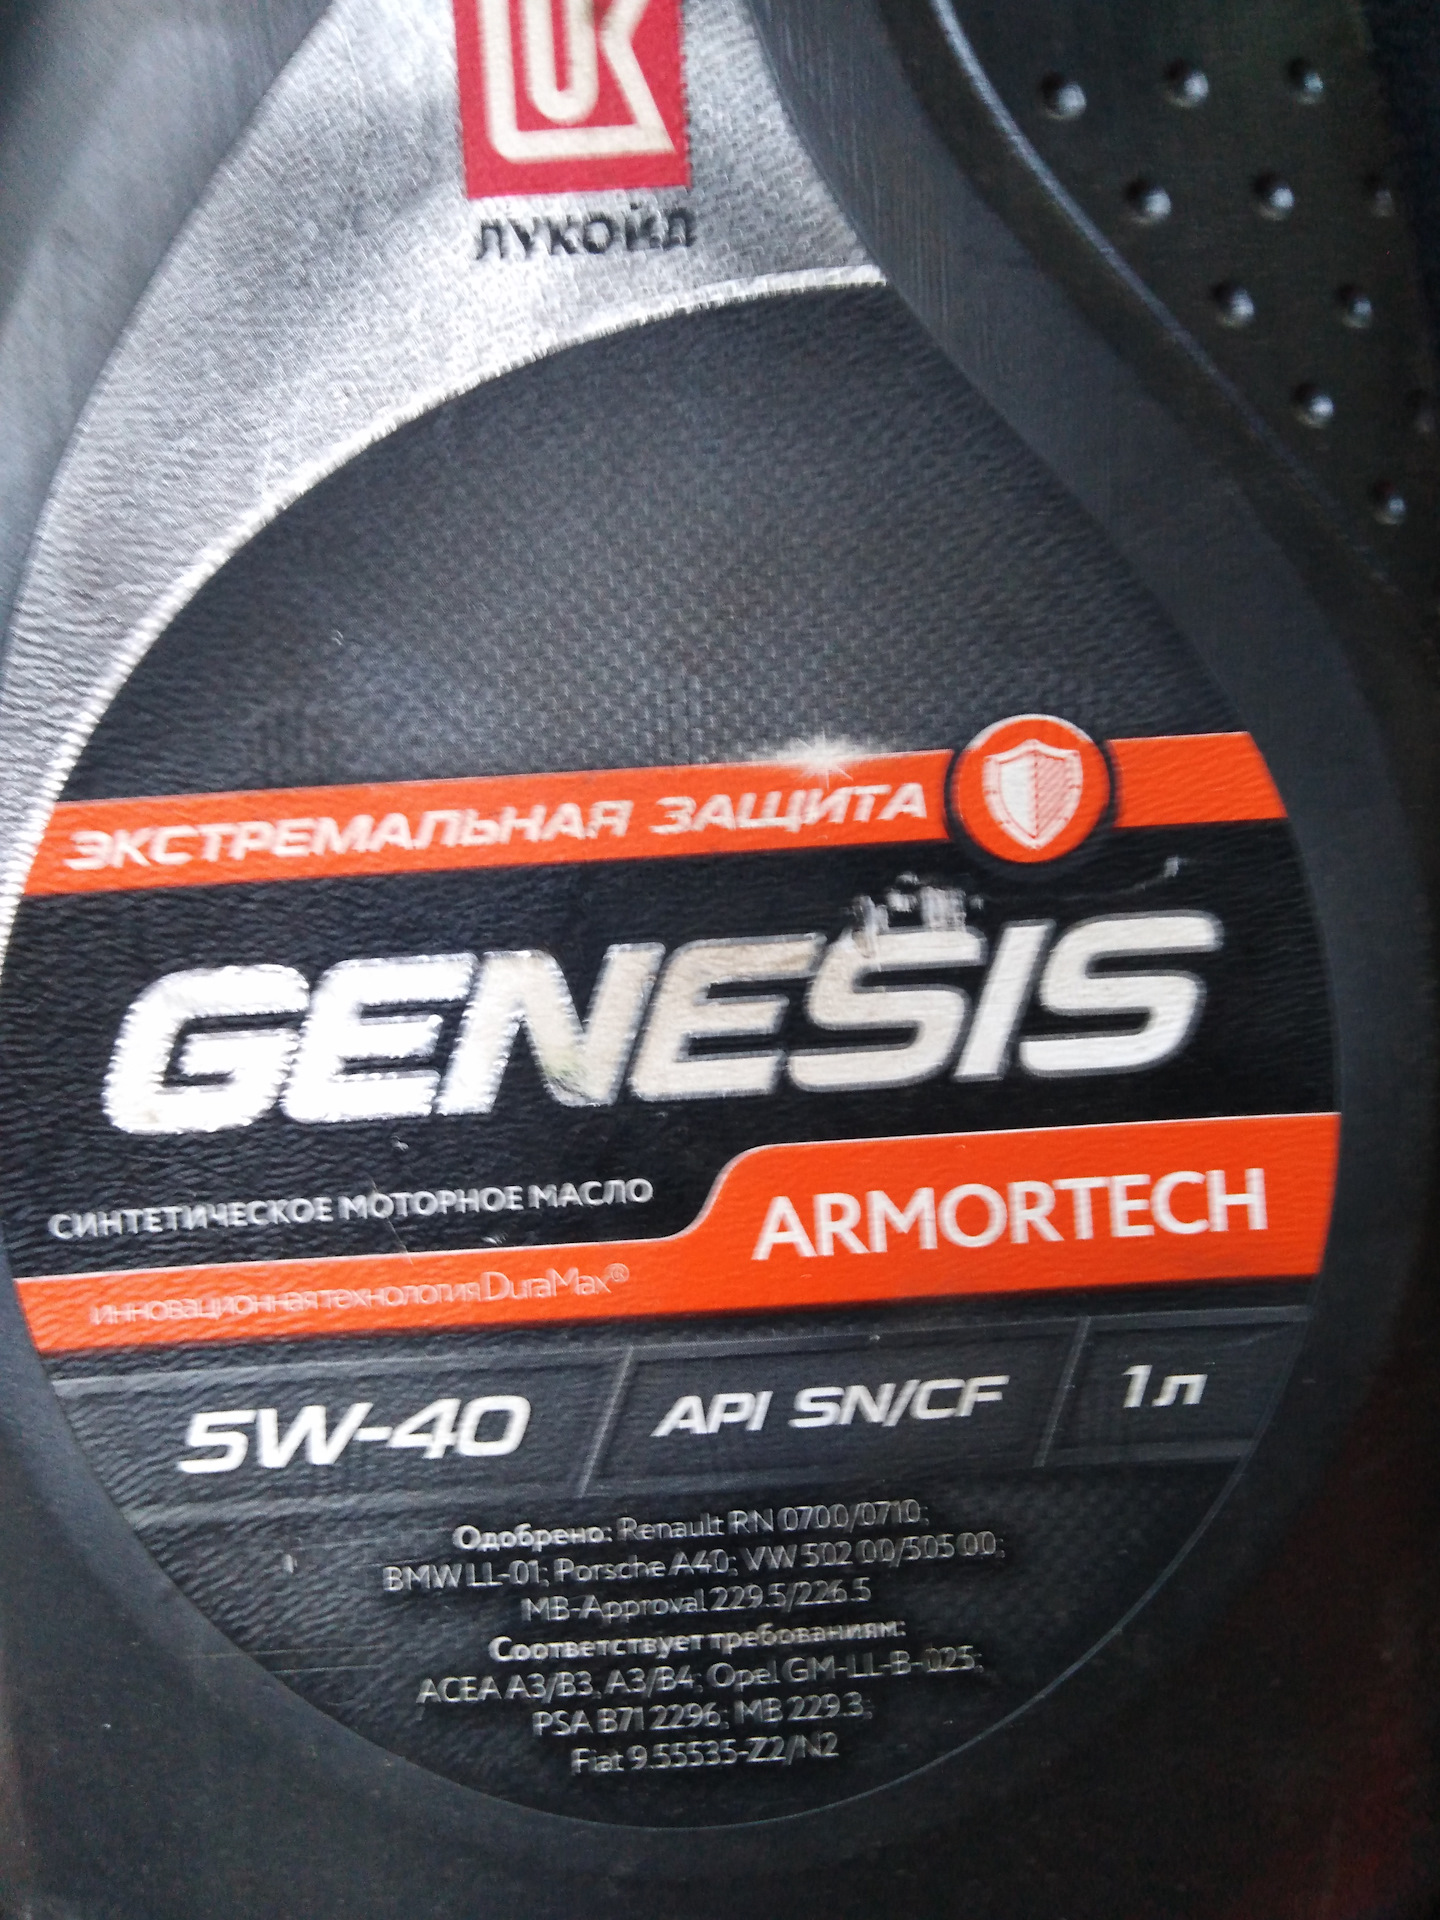 ЛУКОЙЛ
ЭКСТРЕМАЛЬНАЯ ЗАЩИТА
GENESIS
СИНТЕТИЧЕСКОЕ МОТОРНОЕ МАСЛО
ARMORTECH
инновационная технология DuraMax®
5W-40
API SN/CF
1 л
Одобрено: Renault RN 0700/0710;
BMW LL-01; Porsche A40; VW 502 00/505 00;
MB-Approval 229.5/226.5
Соответствует требованиям:
ACEA A3/B3, A3/B4; Opel GM-LL-B-025;
PSA B71 2296; MB 229.3;
Fiat 9.55535-Z2/N2